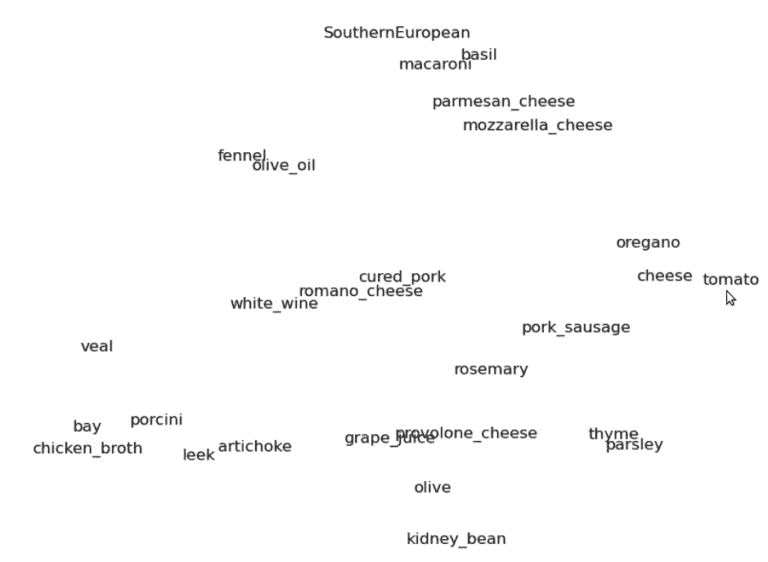 SouthernEuropean
basil
macaroni
parmesan_cheese
mozzarella_cheese
fennel
olive_oil
oregano
cured_pork
cheese
tomato
romano_cheese
white_wine
pork_sausage
veal
rosemary
porcini
bay
provolone_cheese
thyme
grape_juice
parsley
artichoke
chicken_broth
leek
olive
kidney_bean